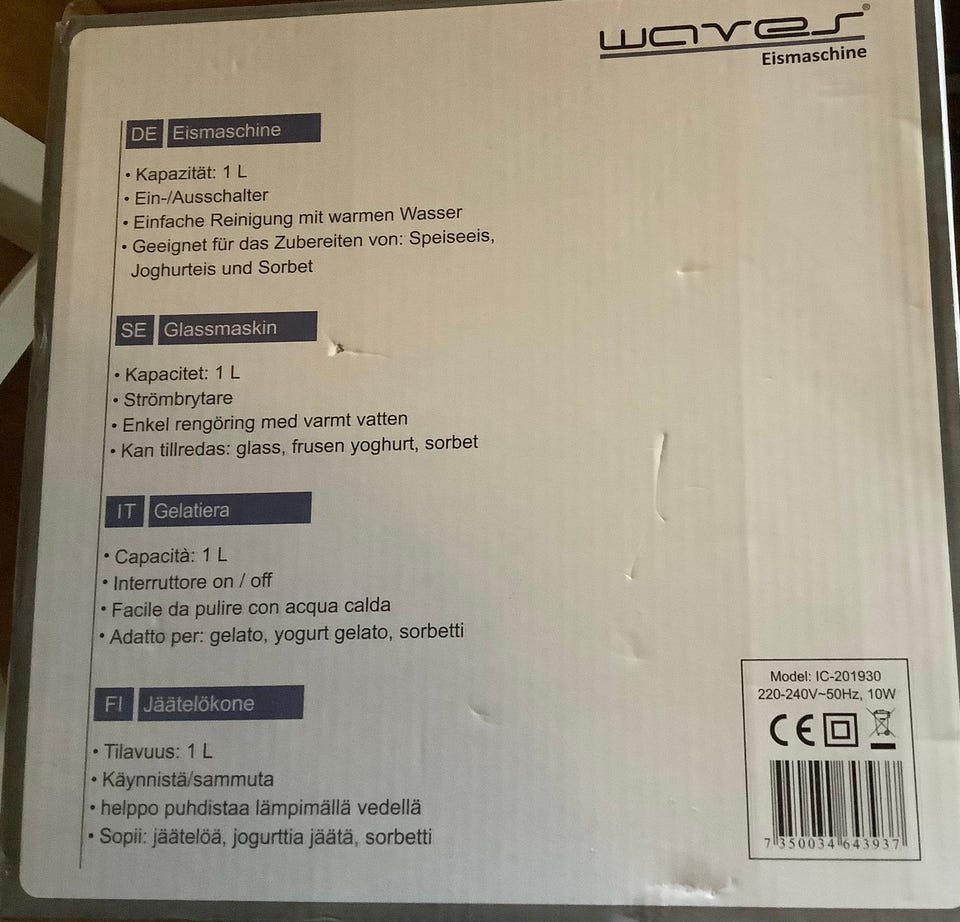 waves®
Eismaschine
DE Eismaschine
• Kapazität: 1 L
• Ein-/Ausschalter
• Einfache Reinigung mit warmen Wasser
• Geeignet für das Zubereiten von: Speiseeis,
Joghurteis und Sorbet
SE Glassmaskin
• Kapacitet: 1 L
• Strömbrytare
• Enkel rengöring med varmt vatten
• Kan tillredas: glass, frusen yoghurt, sorbet
IT Gelatiera
• Capacità: 1 L
• Interruttore on / off
• Facile da pulire con acqua calda
• Adatto per: gelato, yogurt gelato, sorbetti
FI Jäätelökone
• Tilavuus: 1 L
• Käynnistä/sammuta
• helppo puhdistaa lämpimällä vedellä
• Sopii: jäätelöä, jogurttia jäätä, sorbetti
Model: IC-201930
220-240V~50Hz, 10W
CE
7 350034 643937